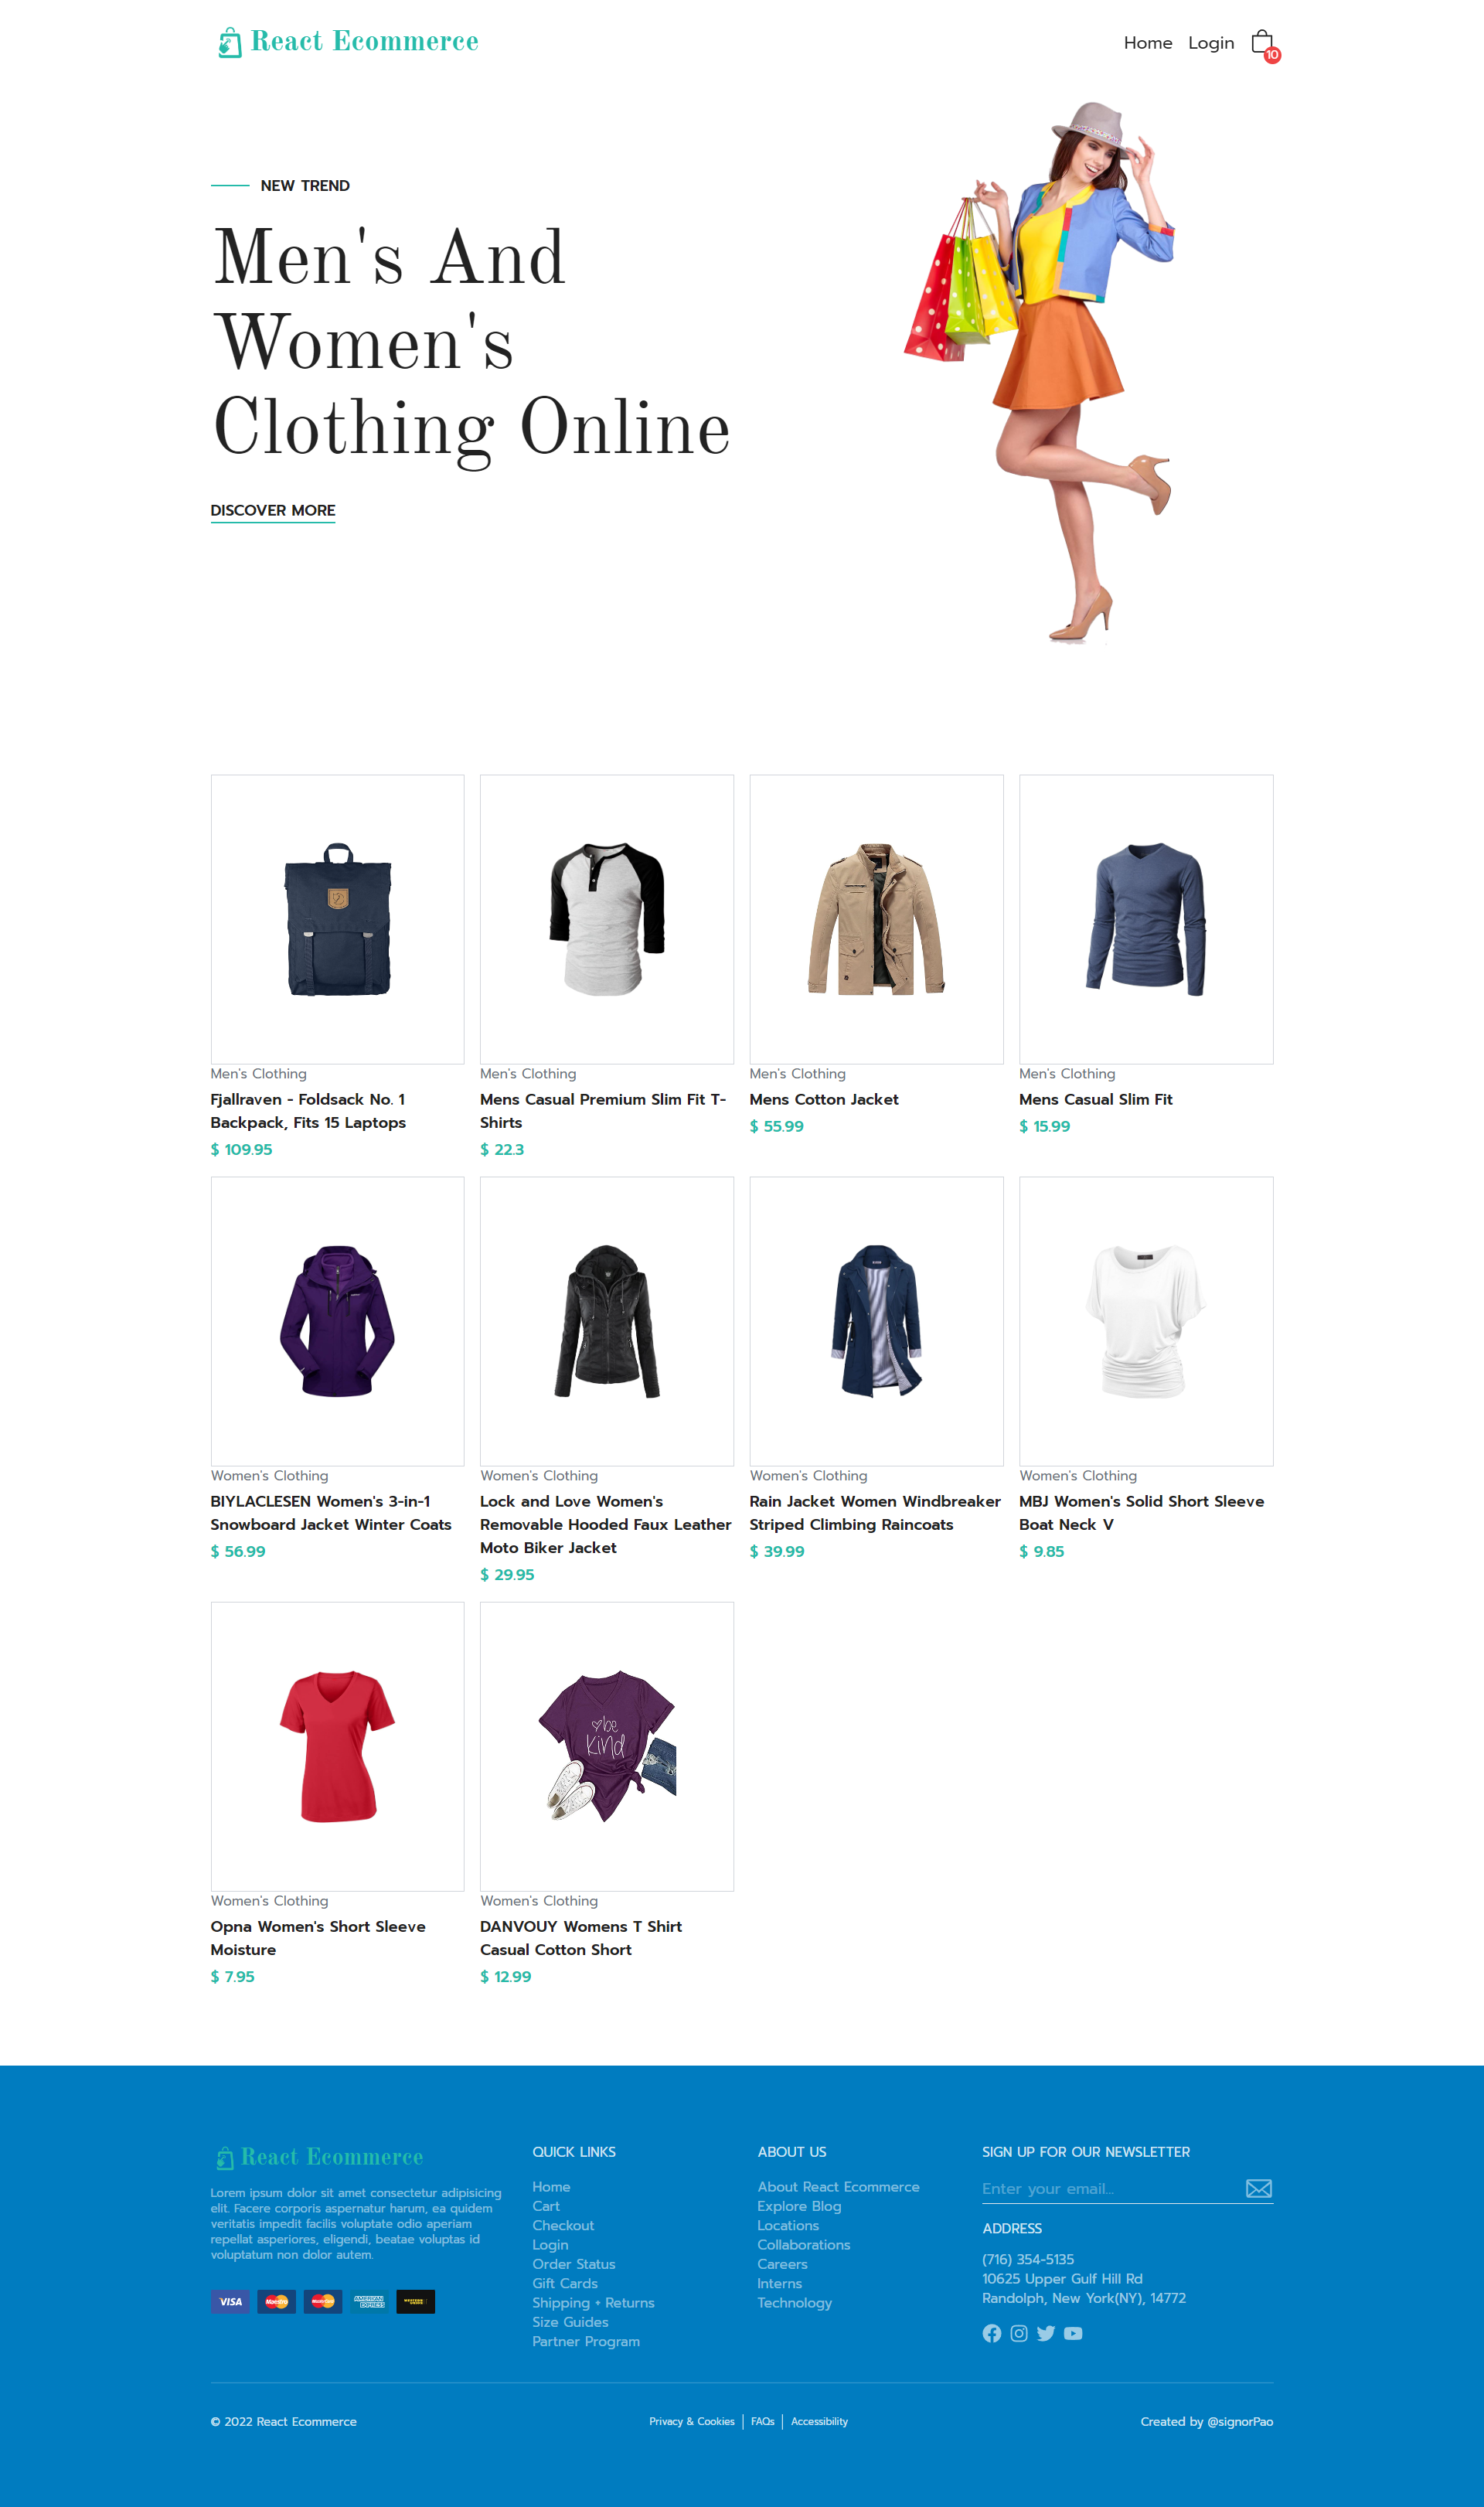 React Ecommerce
Home Login
10
NEW TREND
Men's And
Women's
Clothing Online
DISCOVER MORE
Men's Clothing
Fjallraven - Foldsack No. 1
Backpack, Fits 15 Laptops
$ 109.95
Men's Clothing
Mens Casual Premium Slim Fit T-
Shirts
$ 22.3
Men's Clothing
Mens Cotton Jacket
$ 55.99
Men's Clothing
Mens Casual Slim Fit
$ 15.99
Women's Clothing
BIYLACLESEN Women's 3-in-1
Snowboard Jacket Winter Coats
$ 56.99
Women's Clothing
Lock and Love Women's
Removable Hooded Faux Leather
Moto Biker Jacket
$ 29.95
Women's Clothing
Rain Jacket Women Windbreaker
Striped Climbing Raincoats
$ 39.99
Women's Clothing
MBJ Women's Solid Short Sleeve
Boat Neck V
$ 9.85
be
kind
Women's Clothing
Opna Women's Short Sleeve
Moisture
$ 7.95
Women's Clothing
DANVOUY Womens T Shirt
Casual Cotton Short
$ 12.99
React Ecommerce
Lorem ipsum dolor sit amet consectetur adipisicing
elit. Facere corporis aspernatur harum, ea quidem
veritatis impedit facilis voluptate odio aperiam
repellat asperiores, eligendi, beatae voluptas id
voluptatum non dolor autem.
VISA
Maestro
MasterCard
AMERICAN
EXPRESS
WESTERN
UNION
QUICK LINKS
Home
Cart
Checkout
Login
Order Status
Gift Cards
Shipping + Returns
Size Guides
Partner Program
ABOUT US
About React Ecommerce
Explore Blog
Locations
Collaborations
Careers
Interns
Technology
SIGN UP FOR OUR NEWSLETTER
Enter your email...
ADDRESS
(716) 354-5135
10625 Upper Gulf Hill Rd
Randolph, New York(NY), 14772
© 2022 React Ecommerce
Privacy & Cookies
FAQs
Accessibility
Created by @signorPao